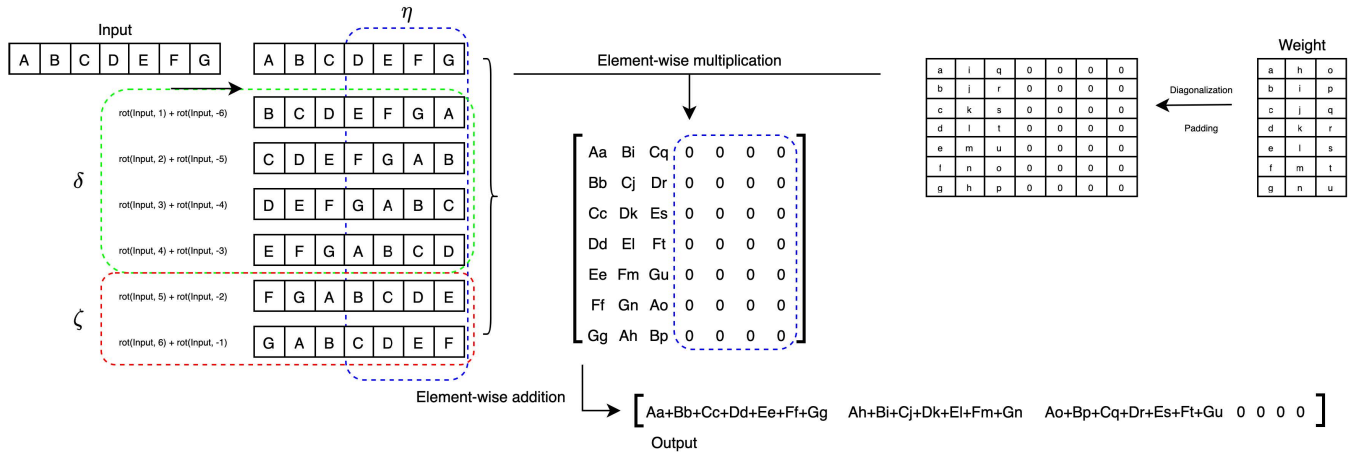 η
Input
A B C D E F G
A B C D E F G
Element-wise multiplication
Weight
a i q 0 0 0 0
b j r 0 0 0 0
c k s 0 0 0 0
d l t 0 0 0 0
e m u 0 0 0 0
f n o 0 0 0 0
g h p 0 0 0 0
Diagonalization
Padding
a h o
b i p
c j q
d k r
e l s
f m t
g n u
δ
rot(Input, 1) + rot(Input, -6) B C D E F G A
rot(Input, 2) + rot(Input, -5) C D E F G A B
rot(Input, 3) + rot(Input, -4) D E F G A B C
rot(Input, 4) + rot(Input, -3) E F G A B C D
ζ
rot(Input, 5) + rot(Input, -2) F G A B C D E
rot(Input, 6) + rot(Input, -1) G A B C D E F
Aa Bi Cq 0 0 0 0
Bb Cj Dr 0 0 0 0
Cc Dk Es 0 0 0 0
Dd El Ft 0 0 0 0
Ee Fm Gu 0 0 0 0
Ff Gn Ao 0 0 0 0
Gg Ah Bp 0 0 0 0
Element-wise addition
[Aa+Bb+Cc+Dd+Ee+Ff+Gg Ah+Bi+Cj+Dk+El+Fm+Gn Ao+Bp+Cq+Dr+Es+Ft+Gu 0 0 0 0]
Output